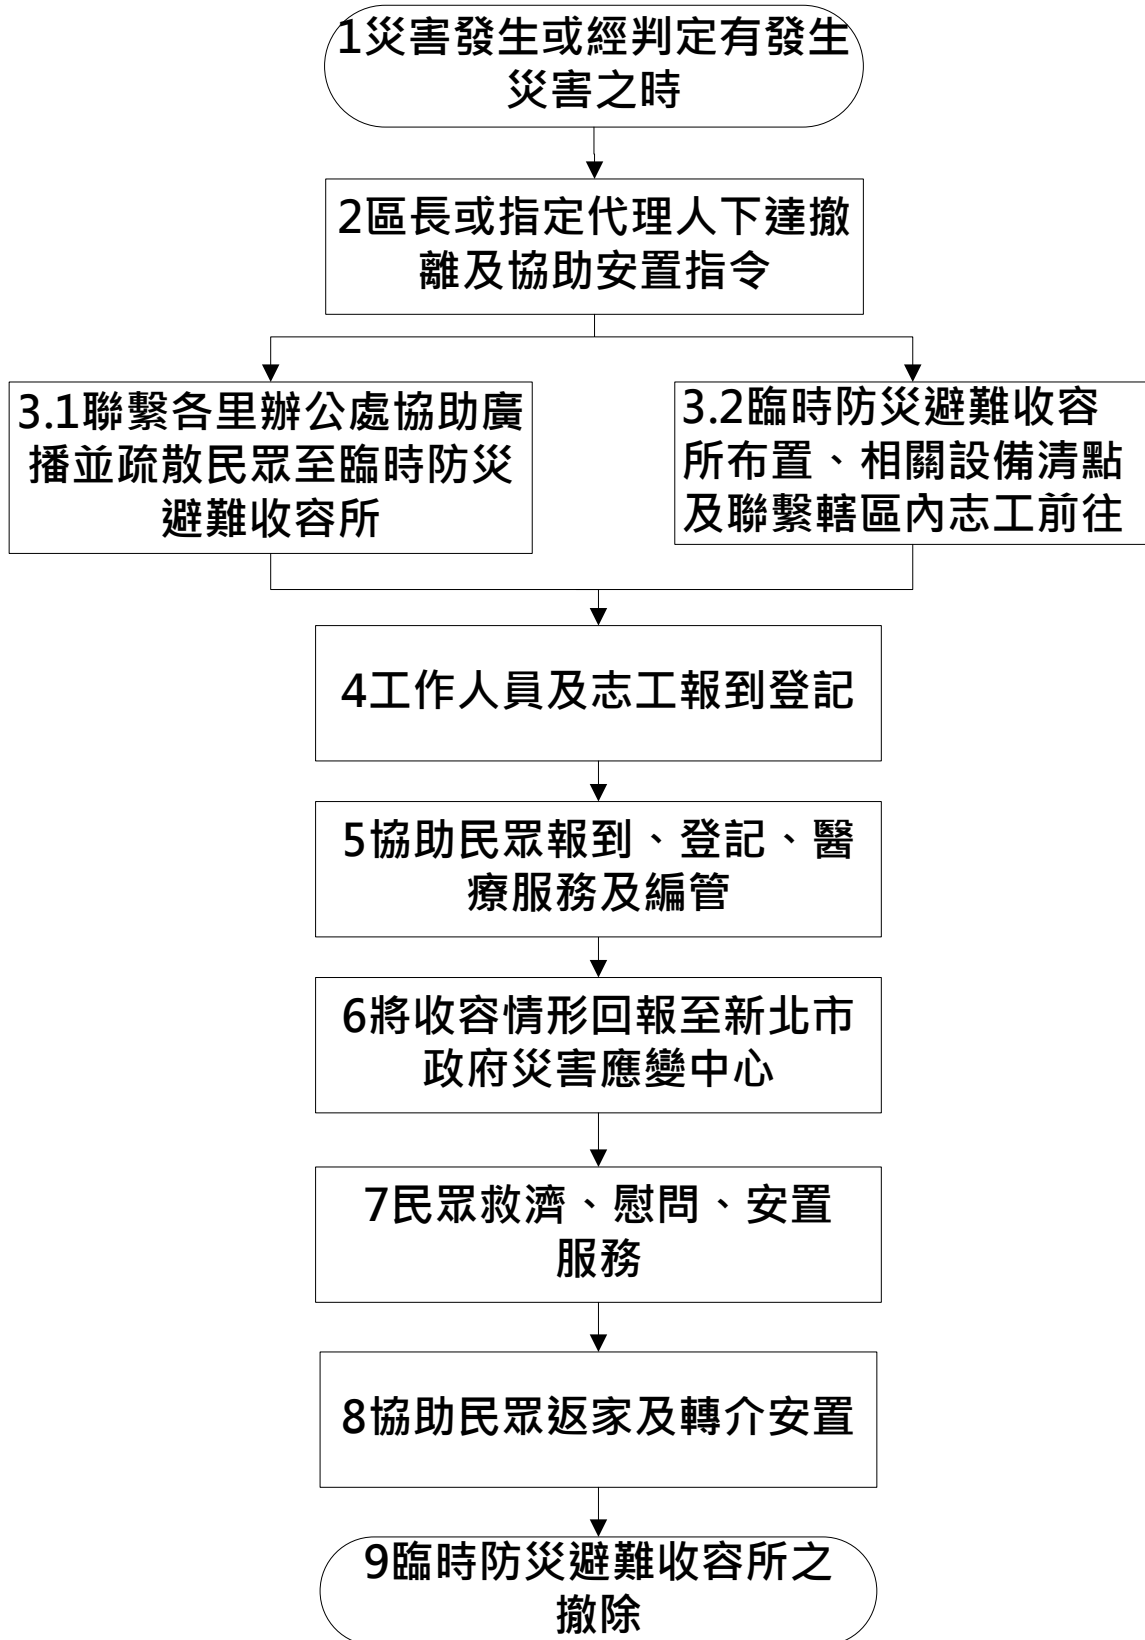 1災害發生或經判定有發生
災害之時
2區長或指定代理人下達撤
離及協助安置指令
3.1聯繫各里辦公處協助廣
播並疏散民眾至臨時防災
避難收容所
3.2臨時防災避難收容
所布置、相關設備清點
及聯繫轄區內志工前往
4工作人員及志工報到登記
5協助民眾報到、登記、醫
療服務及編管
6將收容情形回報至新北市
政府災害應變中心
7民眾救濟、慰問、安置
服務
8協助民眾返家及轉介安置
9臨時防災避難收容所之
撤除